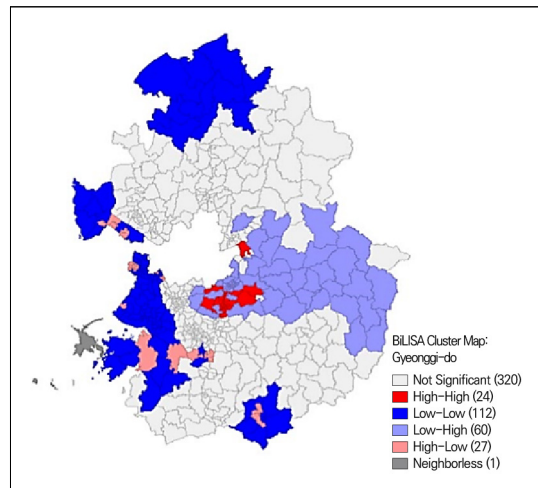 BiLISA Cluster Map:
Gyeonggi-do
Not Significant (320)
High-High (24)
Low-Low (112)
Low-High (60)
High-Low (27)
Neighborless (1)